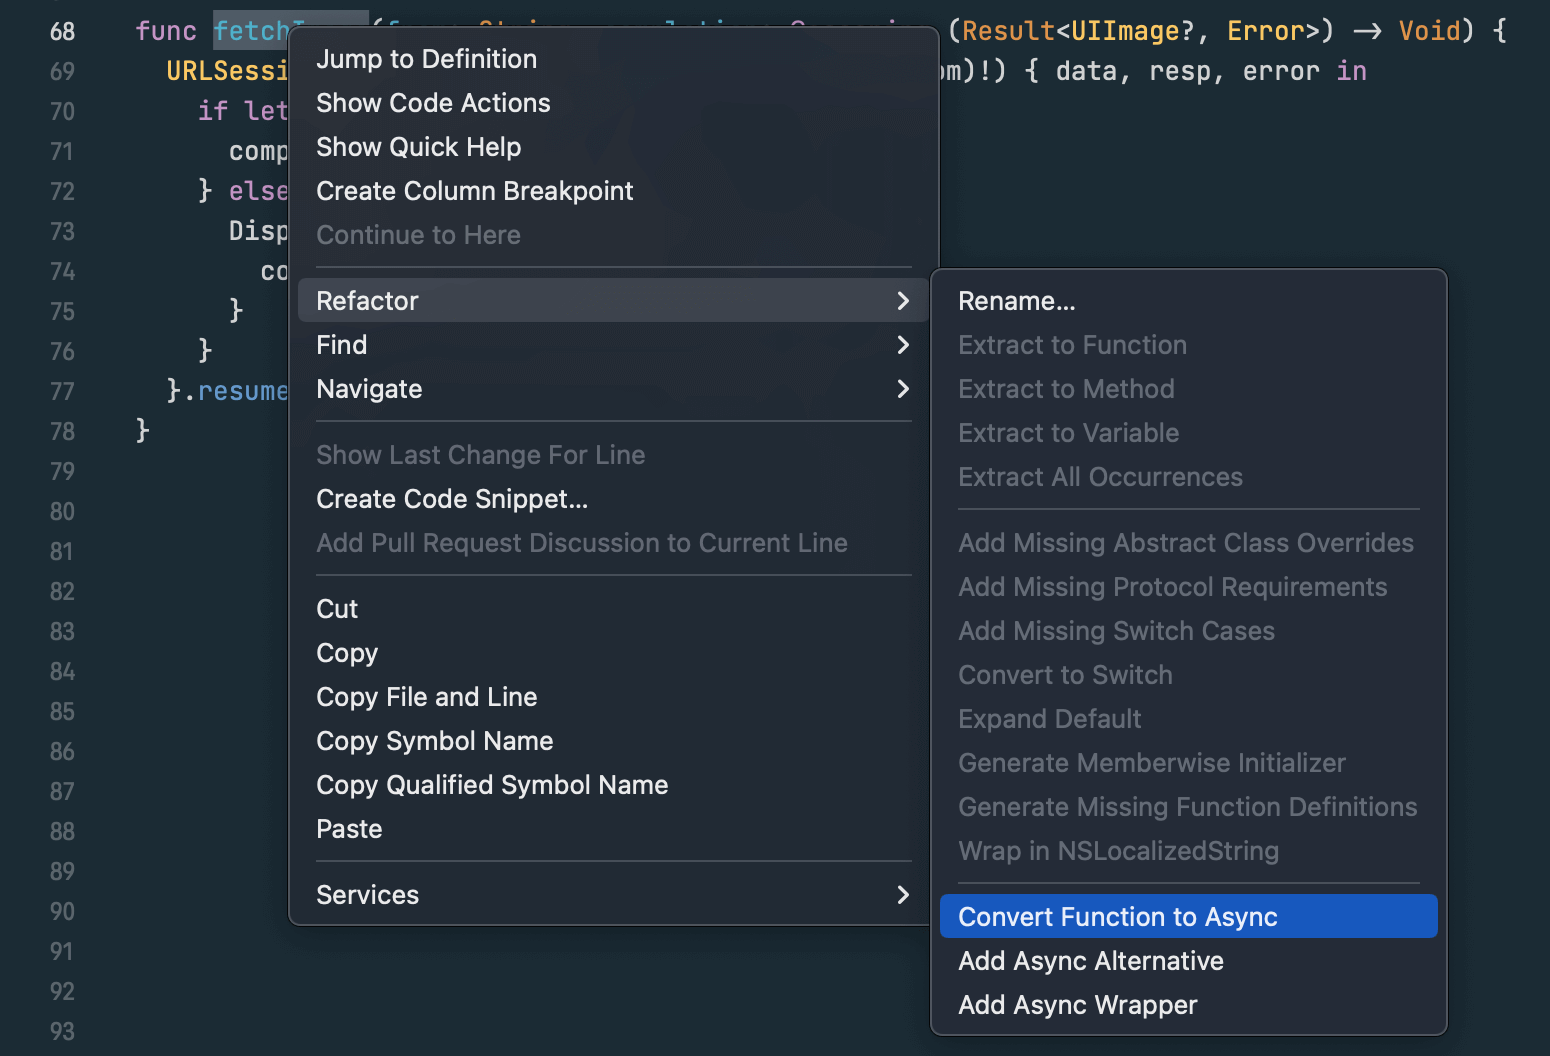 68 func fetchI (Result<UIImage?, Error>) -> Void) {
69 URLSessi om)!) { data, resp, error in
70 if let
71 comp
72 } else
73 Disp
74 co
75 }
76 }
77 }.resume
78 }
79
80
81
82
83
84
85
86
87
88
89
90
91
92
93
Jump to Definition
Show Code Actions
Show Quick Help
Create Column Breakpoint
Continue to Here
Refactor
Find
Navigate
Show Last Change For Line
Create Code Snippet...
Add Pull Request Discussion to Current Line
Cut
Copy
Copy File and Line
Copy Symbol Name
Copy Qualified Symbol Name
Paste
Services
Rename...
Extract to Function
Extract to Method
Extract to Variable
Extract All Occurrences
Add Missing Abstract Class Overrides
Add Missing Protocol Requirements
Add Missing Switch Cases
Convert to Switch
Expand Default
Generate Memberwise Initializer
Generate Missing Function Definitions
Wrap in NSLocalizedString
Convert Function to Async
Add Async Alternative
Add Async Wrapper